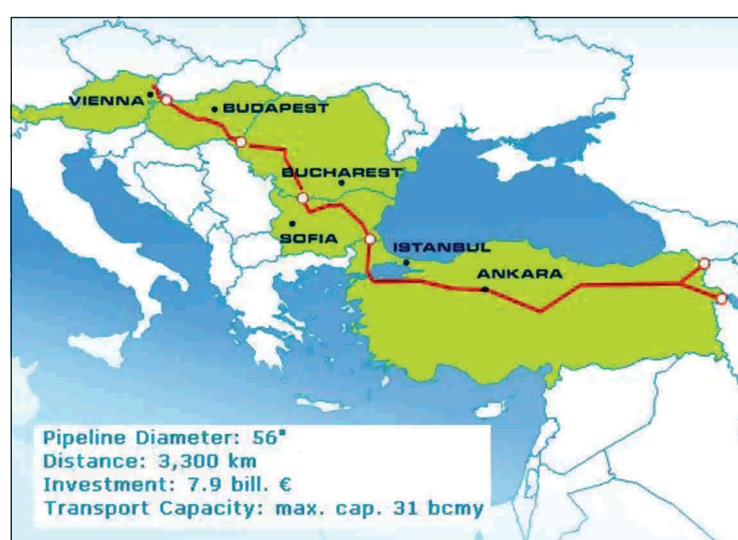 VIENNA
BUDAPEST
BUCHAREST
SOFIA
ISTANBUL
ANKARA
Pipeline Diameter: 56"
Distance: 3,300 km
Investment: 7.9 bill. €
Transport Capacity: max. cap. 31 bcmy